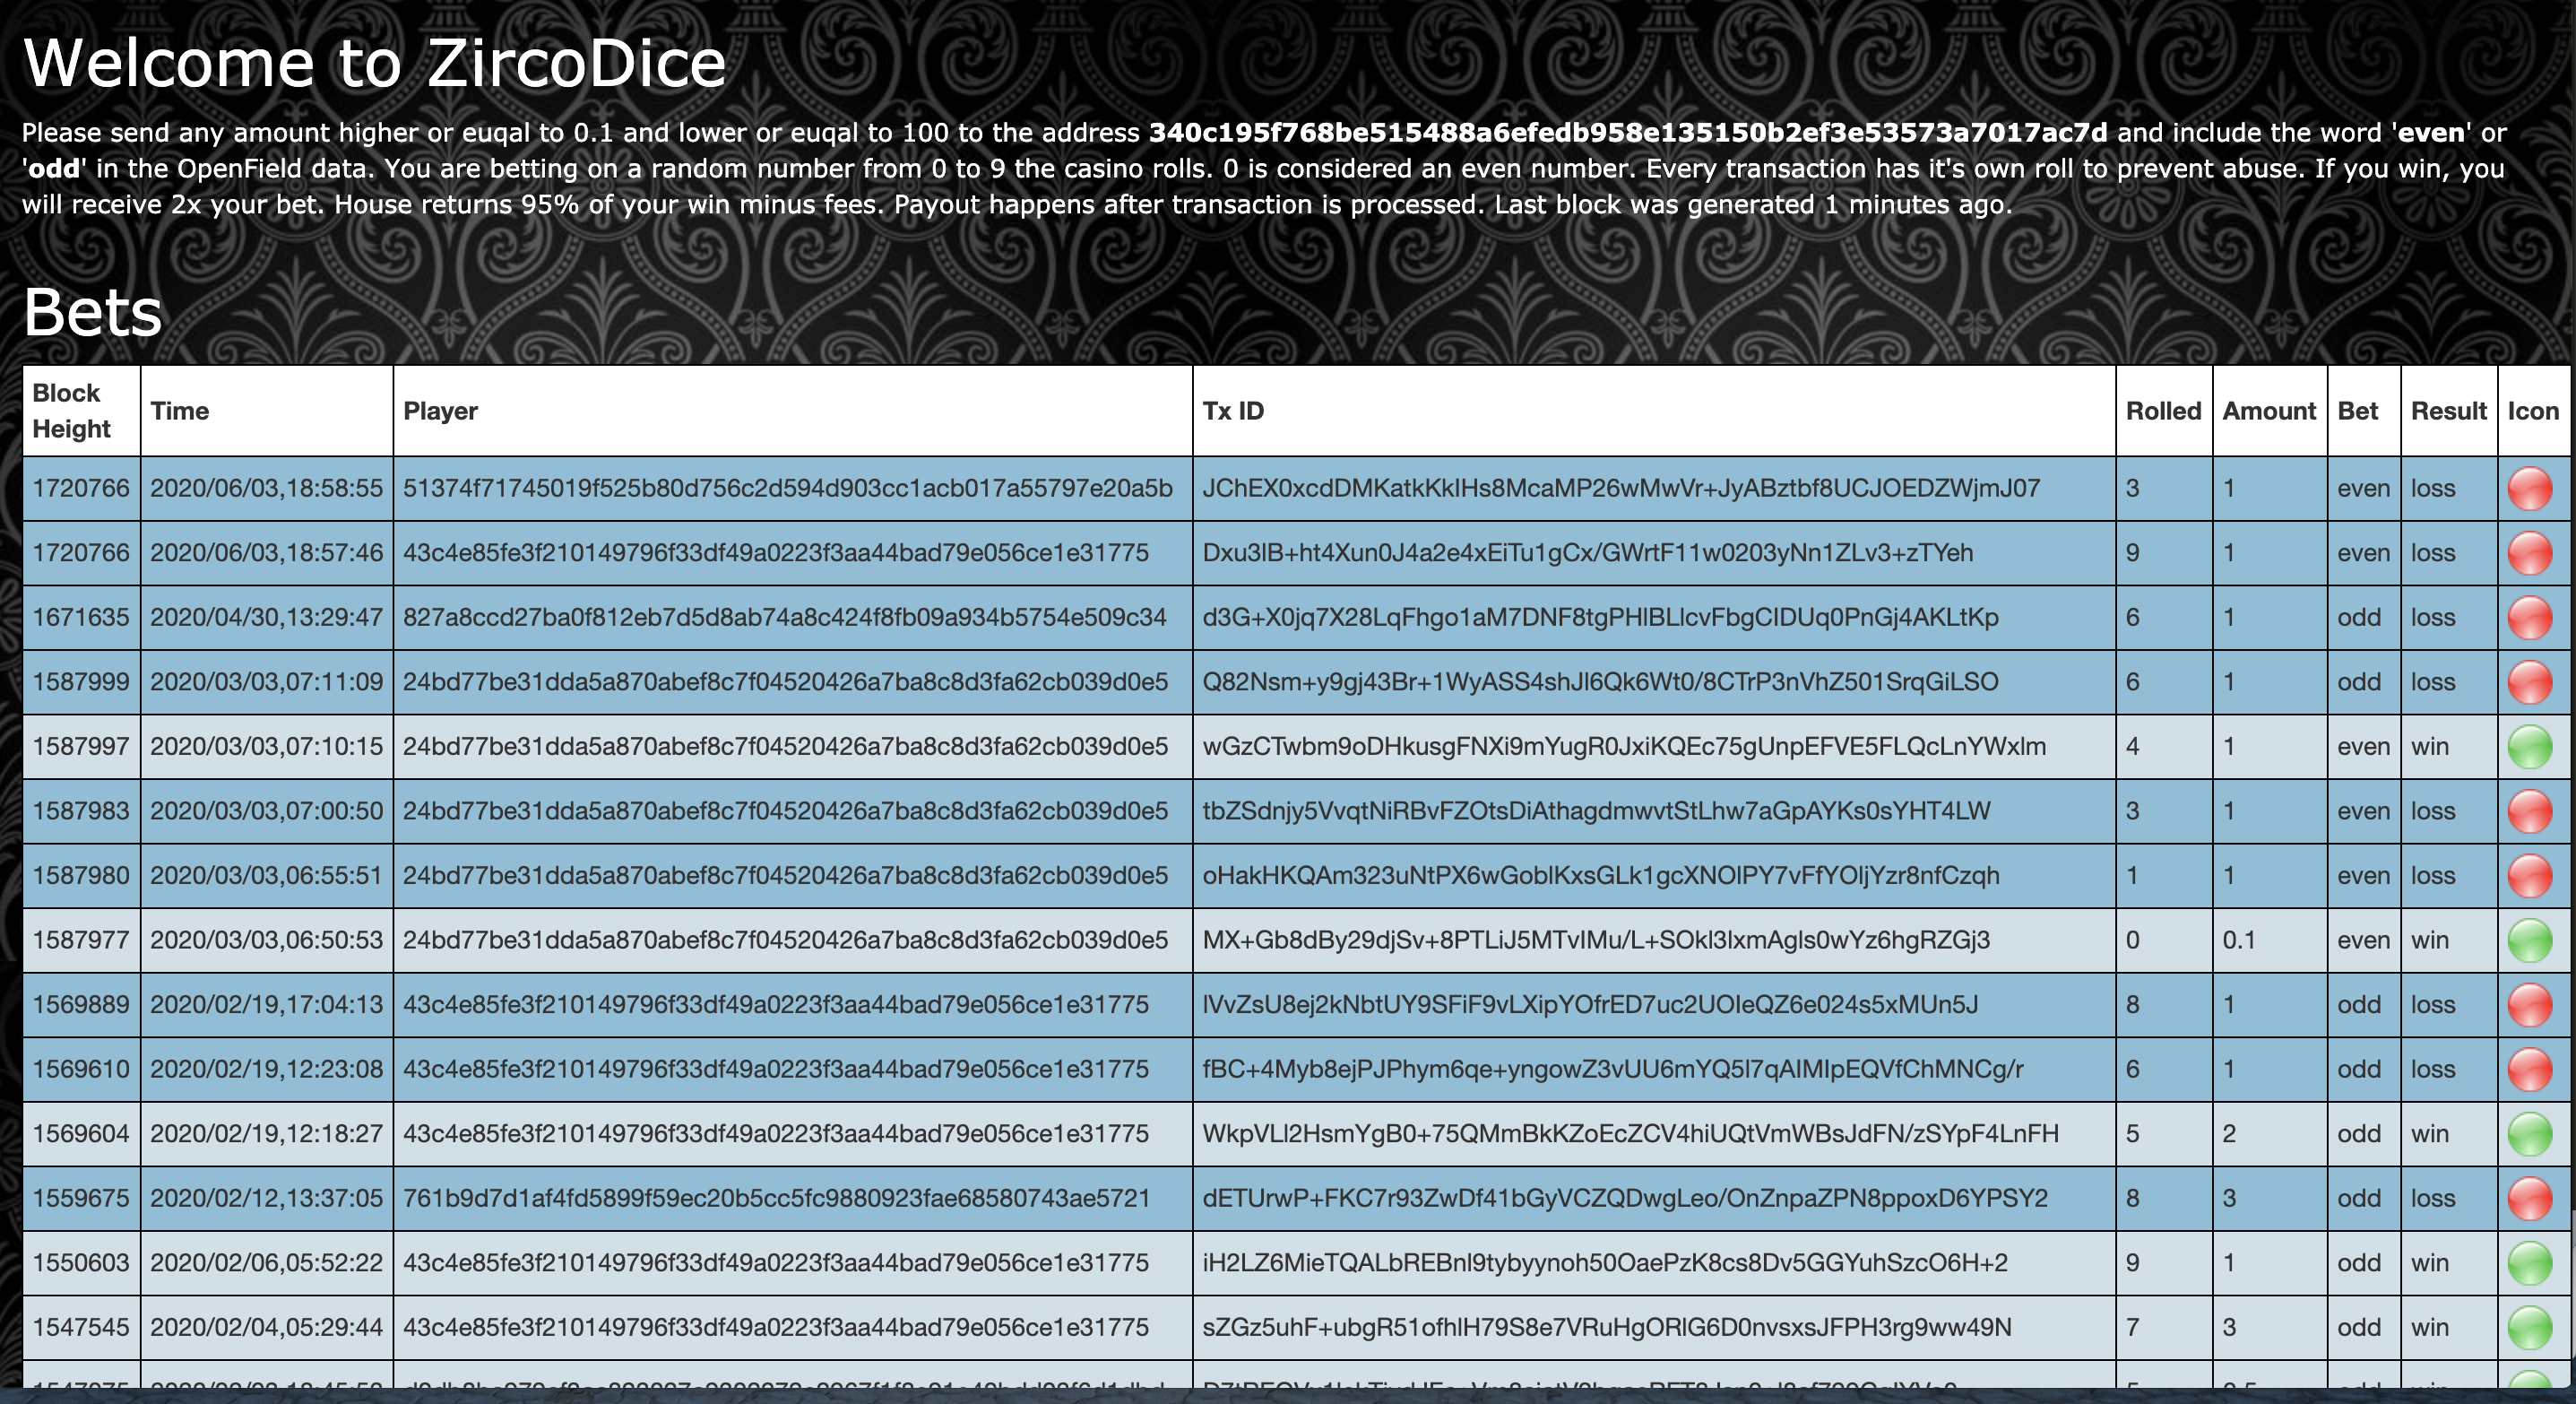 Welcome to ZircoDice
Please send any amount higher or euqal to 0.1 and lower or euqal to 100 to the address 340c195f768be515488a6efedb958e135150b2ef3e53573a7017ac7d and include the word 'even' or
'odd' in the OpenField data. You are betting on a random number from 0 to 9 the casino rolls. 0 is considered an even number. Every transaction has it's own roll to prevent abuse. If you win, you
will receive 2x your bet. House returns 95% of your win minus fees. Payout happens after transaction is processed. Last block was generated 1 minutes ago.
Bets
Block Height Time Player Tx ID Rolled Amount Bet Result Icon
1720766 2020/06/03,18:58:55 51374f71745019f525b80d756c2d594d903cc1acb017a55797e20a5b JChEX0xcdDMKatkKkIHs8McaMP26wMwVr+JyABztbf8UCJOEDZWjmJ07 3 1 even loss
1720766 2020/06/03,18:57:46 43c4e85fe3f210149796f33df49a0223f3aa44bad79e056ce1e31775 Dxu3lB+ht4Xun0J4a2e4xEiTu1gCx/GWrtF11w0203yNn1ZLv3+zTYeh 9 1 even loss
1671635 2020/04/30,13:29:47 827a8ccd27ba0f812eb7d5d8ab74a8c424f8fb09a934b5754e509c34 d3G+X0jq7X28LqFhgo1aM7DNF8tgPHlBLlcvFbgCIDUq0PnGj4AKLtKp 6 1 odd loss
1587999 2020/03/03,07:11:09 24bd77be31dda5a870abef8c7f04520426a7ba8c8d3fa62cb039d0e5 Q82Nsm+y9gj43Br+1WyASS4shJl6Qk6Wt0/8CTrP3nVhZ501SrqGiLSO 6 1 odd loss
1587997 2020/03/03,07:10:15 24bd77be31dda5a870abef8c7f04520426a7ba8c8d3fa62cb039d0e5 wGzCTwbm9oDHkusgFNXi9mYugR0JxiKQEc75gUnpEFVE5FLQcLnYWxlm 4 1 even win
1587983 2020/03/03,07:00:50 24bd77be31dda5a870abef8c7f04520426a7ba8c8d3fa62cb039d0e5 tbZSdnjy5VvqtNiRBvFZOtsDiAthagdmwvtStLhw7aGpAYKs0sYHT4LW 3 1 even loss
1587980 2020/03/03,06:55:51 24bd77be31dda5a870abef8c7f04520426a7ba8c8d3fa62cb039d0e5 oHakHKQAm323uNtPX6wGoblKxsGLk1gcXNOlPY7vFfYOljYzr8nfCzqh 1 1 even loss
1587977 2020/03/03,06:50:53 24bd77be31dda5a870abef8c7f04520426a7ba8c8d3fa62cb039d0e5 MX+Gb8dBy29djSv+8PTLiJ5MTvIMu/L+SOkl3lxmAgls0wYz6hgRZGj3 0 0.1 even win
1569889 2020/02/19,17:04:13 43c4e85fe3f210149796f33df49a0223f3aa44bad79e056ce1e31775 lVvZsU8ej2kNbtUY9SFiF9vLXipYOfrED7uc2UOIeQZ6e024s5xMUn5J 8 1 odd loss
1569610 2020/02/19,12:23:08 43c4e85fe3f210149796f33df49a0223f3aa44bad79e056ce1e31775 fBC+4Myb8ejPJPhym6qe+yngowZ3vUU6mYQ5l7qAIMIpEQVfChMNCg/r 6 1 odd loss
1569604 2020/02/19,12:18:27 43c4e85fe3f210149796f33df49a0223f3aa44bad79e056ce1e31775 WkpVLl2HsmYgB0+75QMmBkKZoEcZCV4hiUQtVmWBsJdFN/zSYpF4LnFH 5 2 odd win
1559675 2020/02/12,13:37:05 761b9d7d1af4fd5899f59ec20b5cc5fc9880923fae68580743ae5721 dETUrwP+FKC7r93ZwDf41bGyVCZQDwgLeo/OnZnpaZPN8ppoxD6YPSY2 8 3 odd loss
1550603 2020/02/06,05:52:22 43c4e85fe3f210149796f33df49a0223f3aa44bad79e056ce1e31775 iH2LZ6MieTQALbREBnl9tybyynoh50OaePzK8cs8Dv5GGYuhSzcO6H+2 9 1 odd win
1547545 2020/02/04,05:29:44 43c4e85fe3f210149796f33df49a0223f3aa44bad79e056ce1e31775 sZGz5uhF+ubgR51ofhlH79S8e7VRuHgORlG6D0nvsxsJFPH3rg9ww49N 7 3 odd win